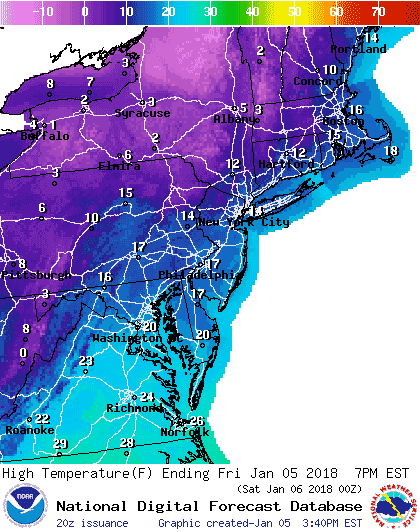 -10 0 10 20 30 40 50 60 70
14
Portland
2
-3
10
Concord
8
7
2
-3
Syracuse
5
3
Albany
16
Boston
Buffalo
2
15
6
Elmira
12
12
Hartford
18
3
15
6
10
14
New York City
17
8
Pittsburgh
17
Philadelphia
16
3
17
20
Washington DC
20
8
0
23
24
Richmond
22
Roanoke
26
Norfolk
29
28
High Temperature(F) Ending Fri Jan 05 2018 7PM EST
(Sat Jan 06 2018 00Z)
NOAA
National Digital Forecast Database
20z issuance Graphic created-Jan 05 3:40PM EST